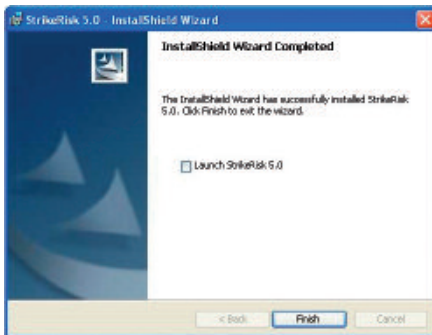 StrikeRisk 5.0 - InstallShield Wizard
InstallShield Wizard Completed
The InstallShield Wizard has successfully installed StrikeRisk
5.0. Click Finish to exit the wizard.
Launch StrikeRisk 5.0
< Back Finish Cancel